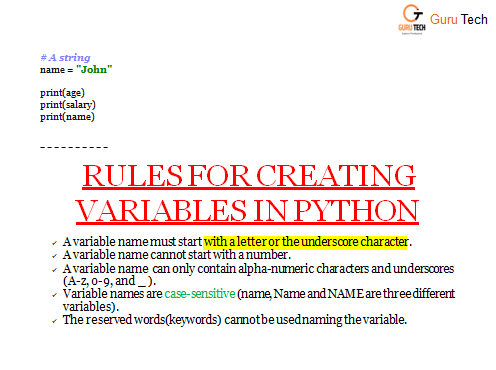 GURU TECH
Guru Tech
# A string
name = "John"
print(age)
print(salary)
print(name)
_ _ _ _ _ _ _ _ _ _
RULES FOR CREATING
VARIABLES IN PYTHON
✓ A variable name must start with a letter or the underscore character.
✓ A variable name cannot start with a number.
✓ A variable name can only contain alpha-numeric characters and underscores
(A-z, 0-9, and _ ).
✓ Variable names are case-sensitive (name, Name and NAME are three different
variables).
✓ The reserved words(keywords) cannot be used naming the variable.